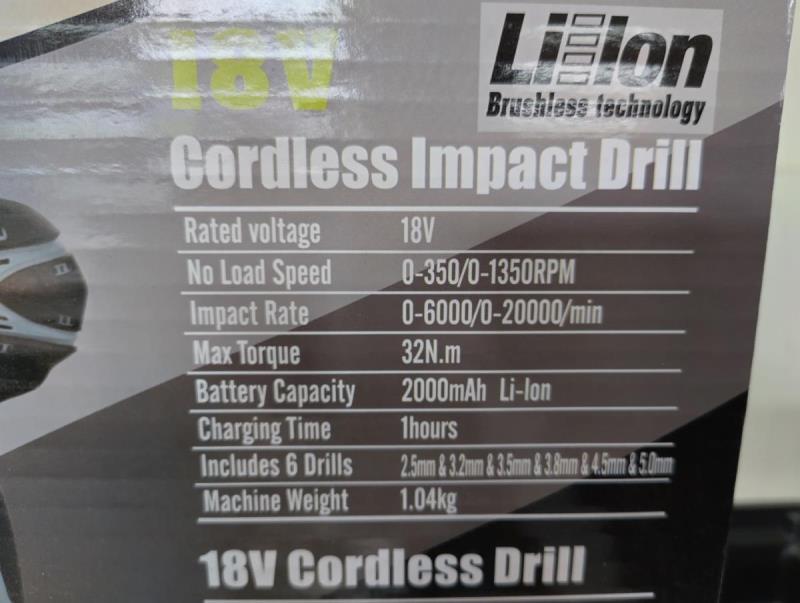 18V
Li Ion
Brushless technology
Cordless Impact Drill
Rated voltage 18V
No Load Speed 0-350/0-1350RPM
Impact Rate 0-6000/0-20000/min
Max Torque 32N.m
Battery Capacity 2000mAh Li-Ion
Charging Time 1hours
Includes 6 Drills 2.5mm & 3.2mm & 3.5mm & 3.8mm & 4.5mm & 5.0mm
Machine Weight 1.04kg
18V Cordless Drill